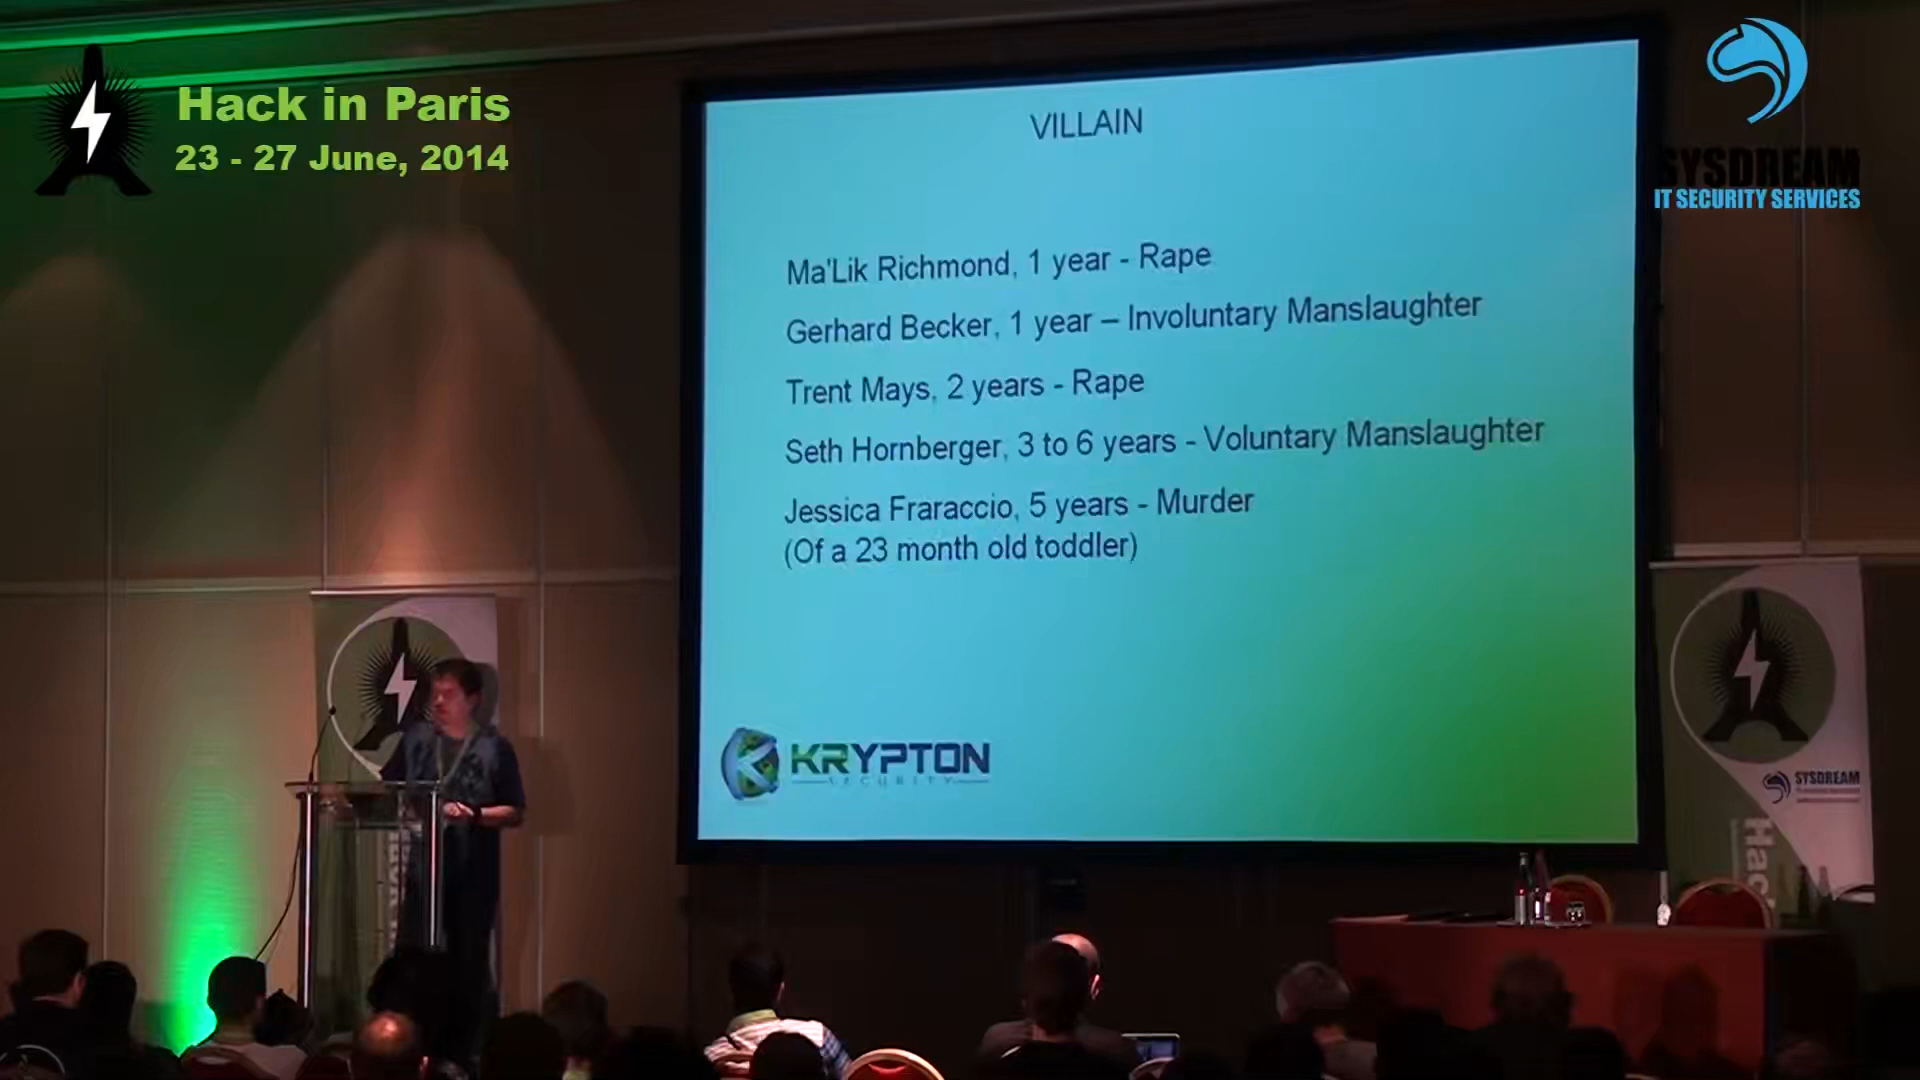 Hack in Paris
23 - 27 June, 2014
SYSDREAM
IT SECURITY SERVICES
VILLAIN
Ma'Lik Richmond, 1 year - Rape
Gerhard Becker, 1 year – Involuntary Manslaughter
Trent Mays, 2 years - Rape
Seth Hornberger, 3 to 6 years - Voluntary Manslaughter
Jessica Fraraccio, 5 years - Murder
(Of a 23 month old toddler)
KRYPTON
SECURITY
SYSDREAM
Hac